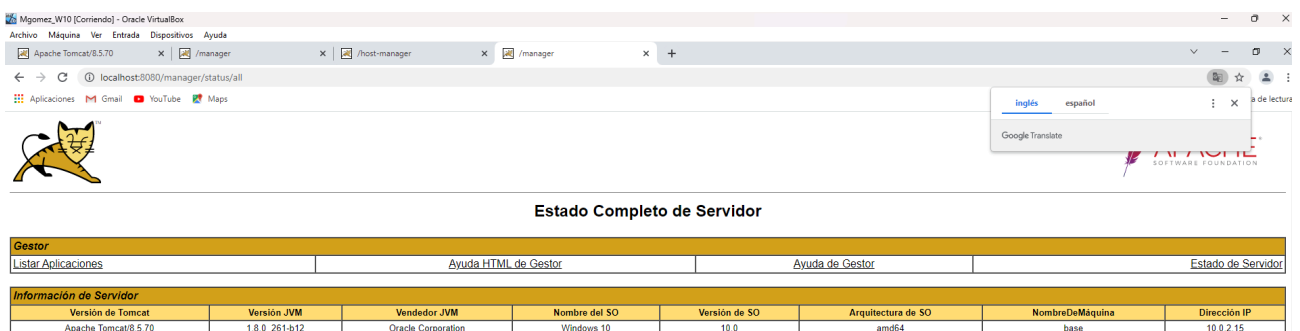 Mgomez_W10 [Corriendo] - Oracle VirtualBox
Archivo Máquina Ver Entrada Dispositivos Ayuda
Apache Tomcat/8.5.70 /manager /host-manager /manager
localhost:8080/manager/status/all
Aplicaciones Gmail YouTube Maps a de lectura
inglés español
Google Translate
TM
APACHE
SOFTWARE FOUNDATION
Estado Completo de Servidor
Gestor
Listar Aplicaciones Ayuda HTML de Gestor Ayuda de Gestor Estado de Servidor
Información de Servidor
Versión de Tomcat Versión JVM Vendedor JVM Nombre del SO Versión de SO Arquitectura de SO NombreDeMáquina Dirección IP
Apache Tomcat/8.5.70 1.8.0_261-b12 Oracle Corporation Windows 10 10.0 amd64 base 10.0.2.15